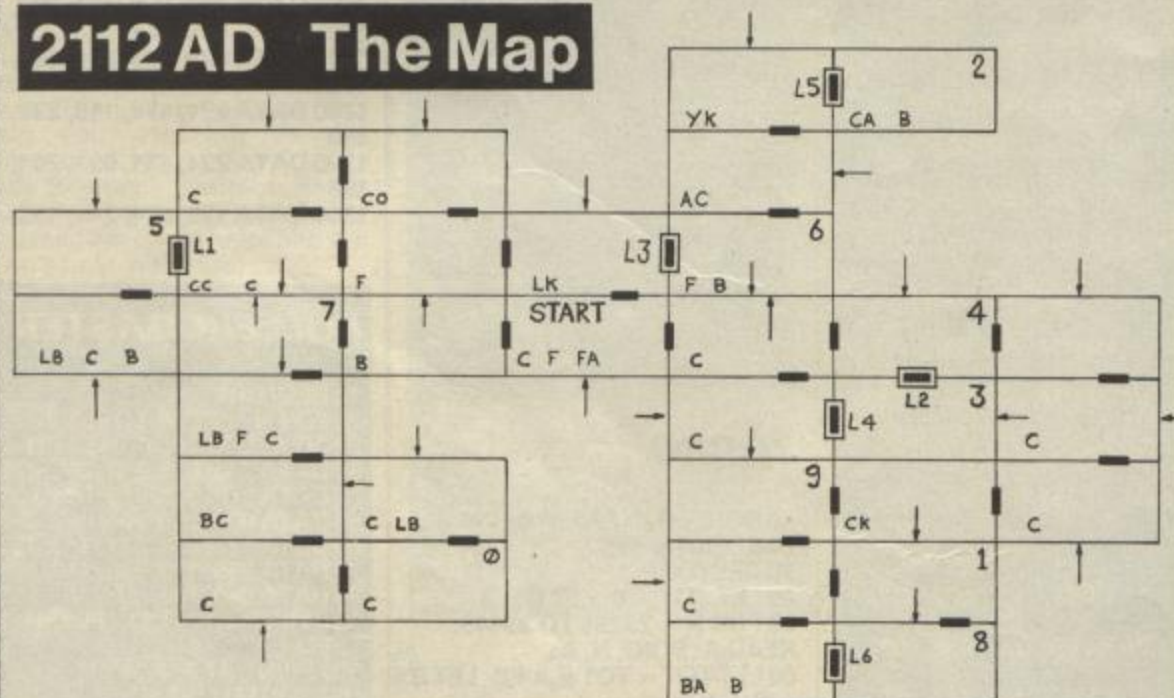 2112 AD The Map
2
L5
YK CA B
C CO AC
5 6
L1 L3
CC C F LK F B
7 START 4
LB C B B C F FA C
L2 3
L4
LB F C C C
9
BC C LB CK C
Ø 1
C C C
8
L6
BA B